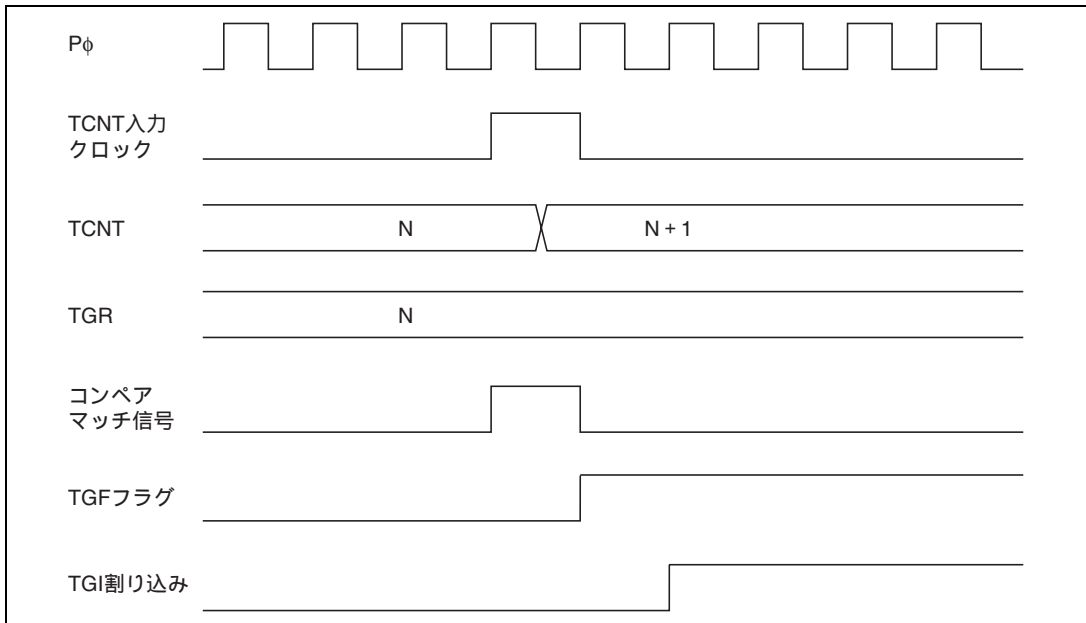 Pφ
TCNT入力
クロック
TCNT
N
N + 1
TGR
N
コンペア
マッチ信号
TGFフラグ
TGI割り込み